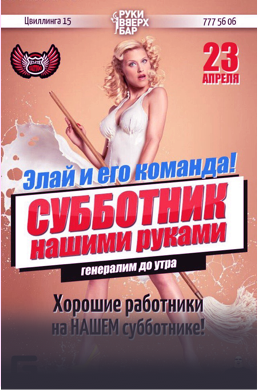 Цвиллинга 15
РУКИ
ВВЕРХ
БАР
777 56 06
23
АПРЕЛЯ
Элай и его команда!
СУББОТНИК
нашими руками
генералим до утра
Хорошие работники
на НАШЕМ субботнике!